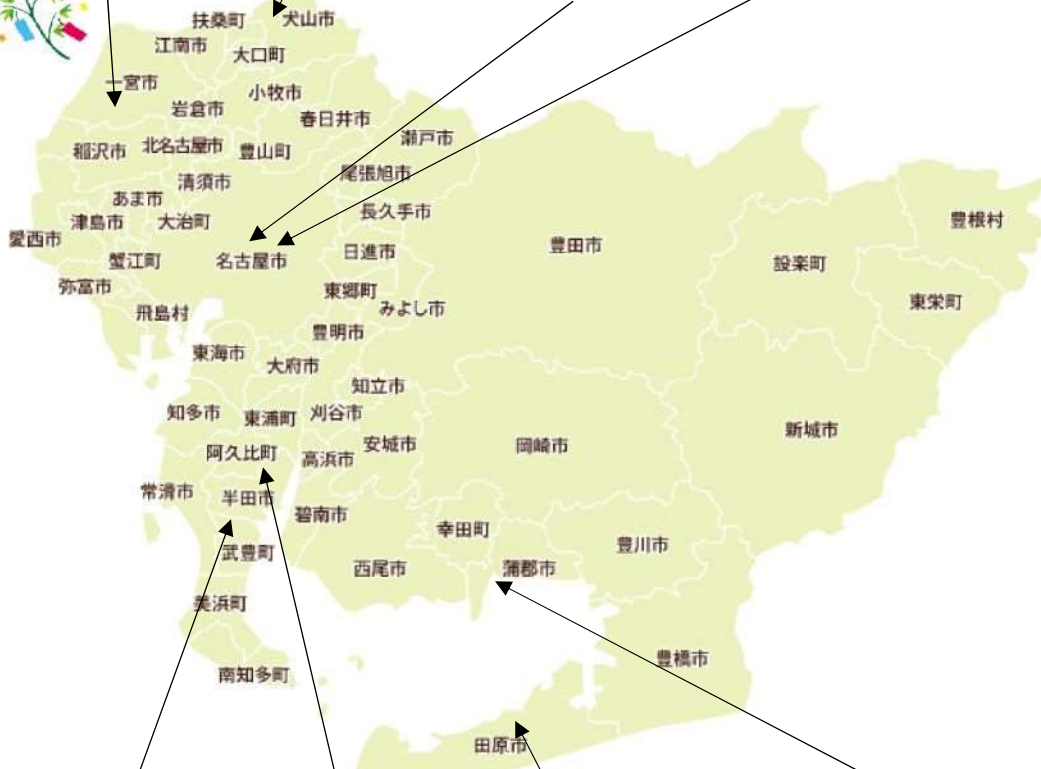 扶桑町
犬山市
江南市
大口町
一宮市
小牧市
岩倉市
春日井市
瀬戸市
稲沢市
北名古屋市
豊山町
尾張旭市
清須市
あま市
津島市
大治町
長久手市
愛西市
日進市
豊田市
豊根村
蟹江町
名古屋市
設楽町
弥富市
東郷町
みよし市
東栄町
飛島村
豊明市
東海市
大府市
知立市
知多市
東浦町
刈谷市
新城市
阿久比町
高浜市
安城市
岡崎市
常滑市
半田市
碧南市
幸田町
豊川市
武豊町
西尾市
蒲郡市
美浜町
豊橋市
南知多町
田原市